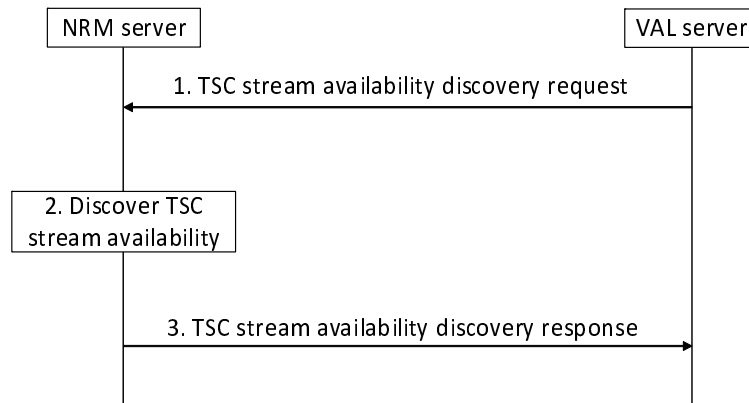 NRM server
VAL server
1. TSC stream availability discovery request
2. Discover TSC
stream availability
3. TSC stream availability discovery response